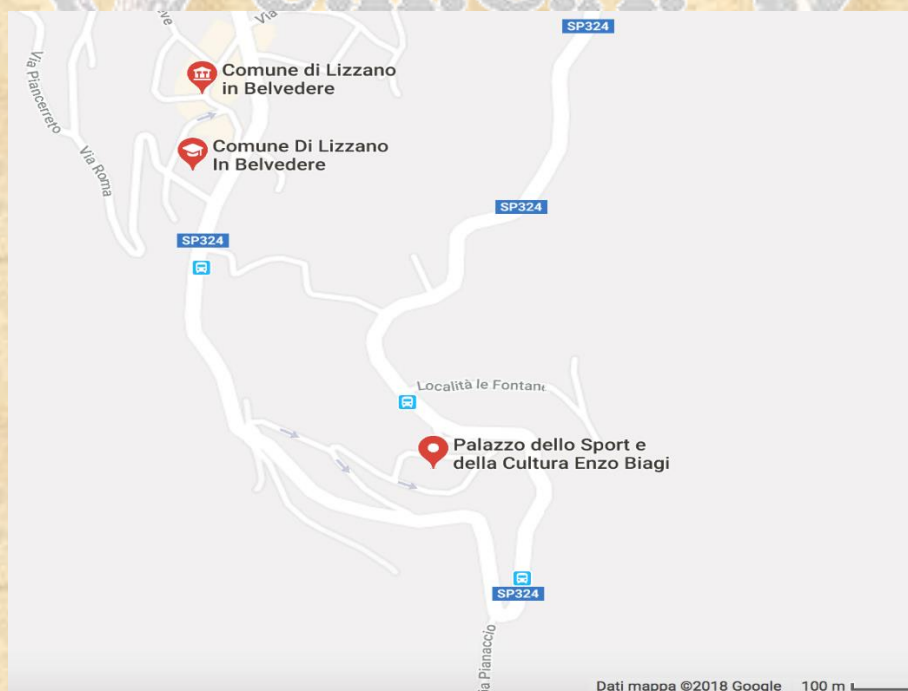 SP324
Via
Comune di Lizzano
in Belvedere
Via Piancerreto
Comune Di Lizzano
In Belvedere
Via Roma
SP324
SP324
Località le Fontane
Palazzo dello Sport e
della Cultura Enzo Biagi
SP324
Via Pianaccio
Dati mappa ©2018 Google 100 m